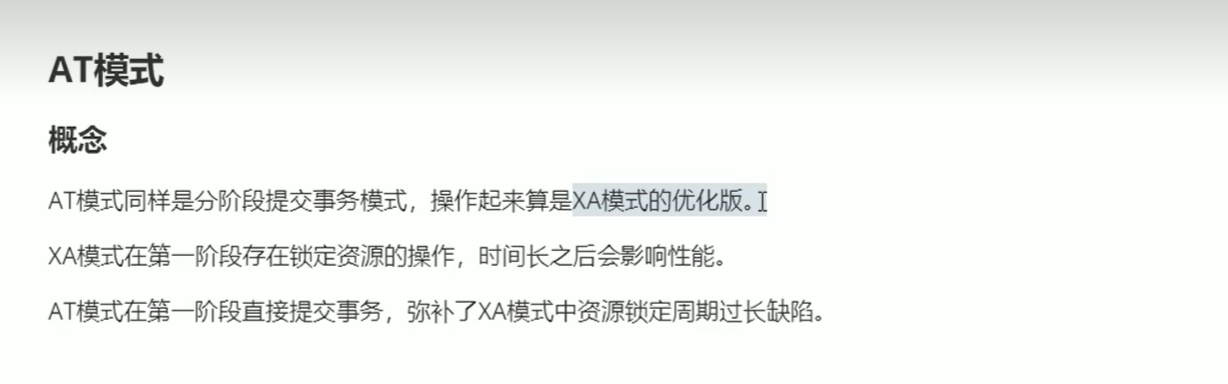 AT模式
概念
AT模式同样是分阶段提交事务模式，操作起来算是XA模式的优化版。
XA模式在第一阶段存在锁定资源的操作，时间长之后会影响性能。
AT模式在第一阶段直接提交事务，弥补了XA模式中资源锁定周期过长缺陷。